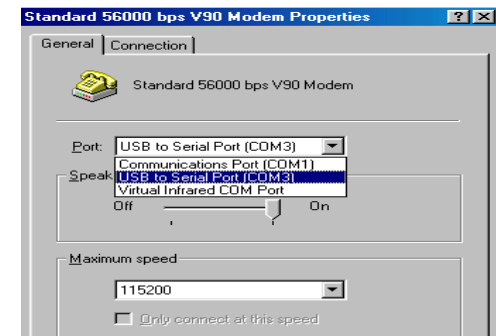 Standard 56000 bps V90 Modem Properties
General Connection
Standard 56000 bps V90 Modem
Port: USB to Serial Port (COM3)
Communications Port (COM1)
Speak USB to Serial Port (COM3)
Virtual Infrared COM Port
Off On
Maximum speed
115200
Only connect at this speed